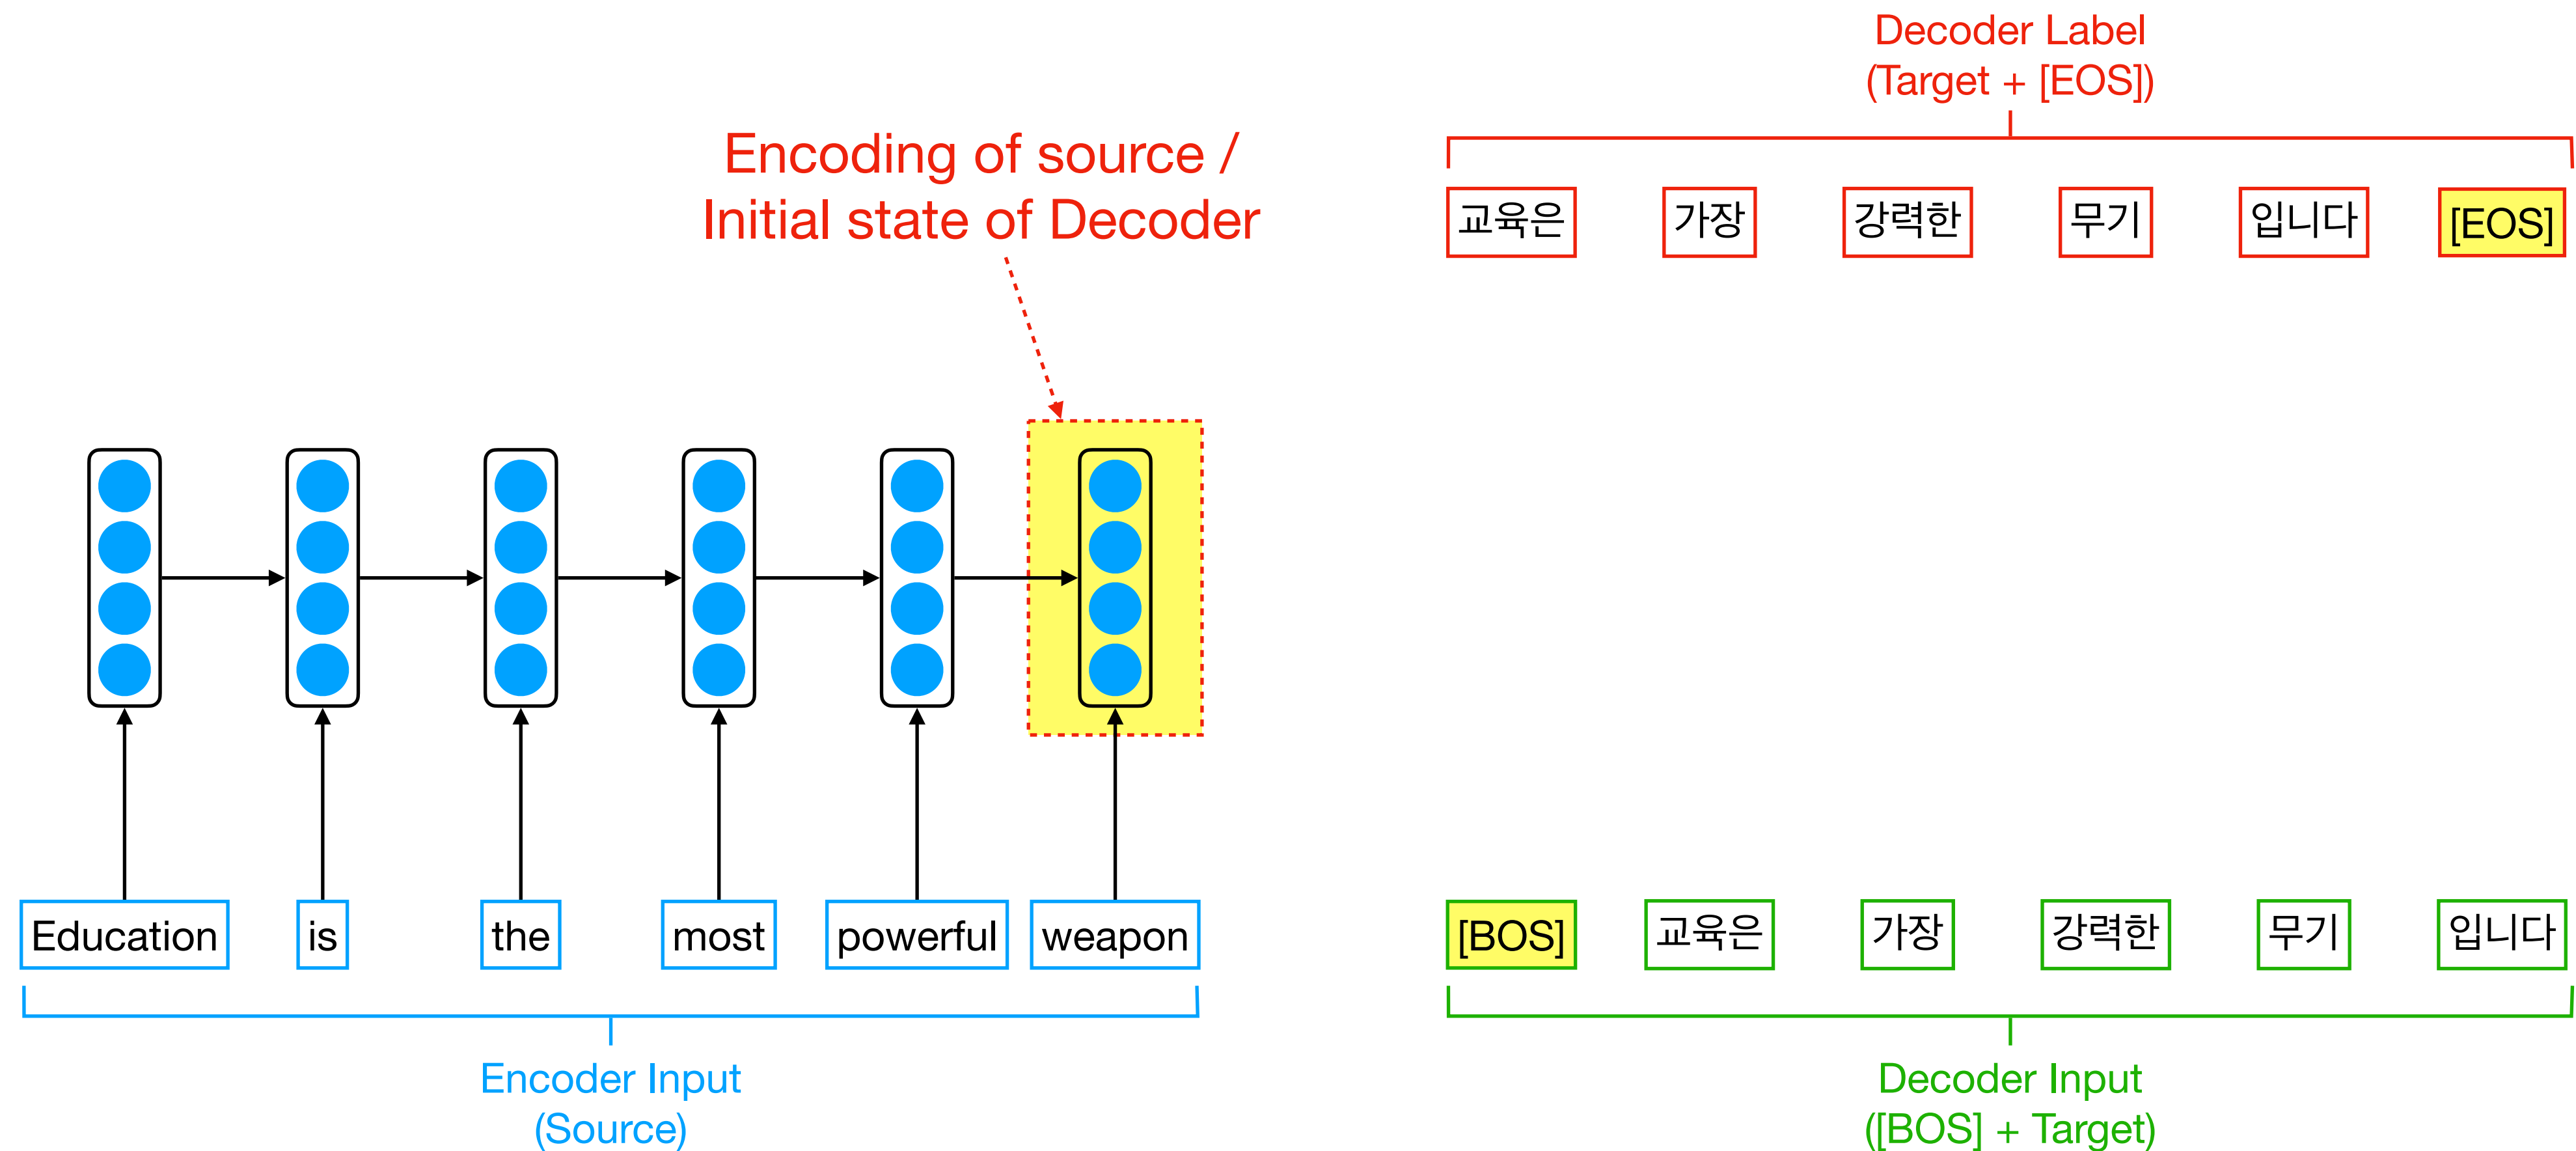 Decoder Label
(Target + [EOS])
Encoding of source /
Initial state of Decoder
교육은 가장 강력한 무기 입니다 [EOS]
Education is the most powerful weapon
[BOS] 교육은 가장 강력한 무기 입니다
Encoder Input
(Source)
Decoder Input
([BOS] + Target)